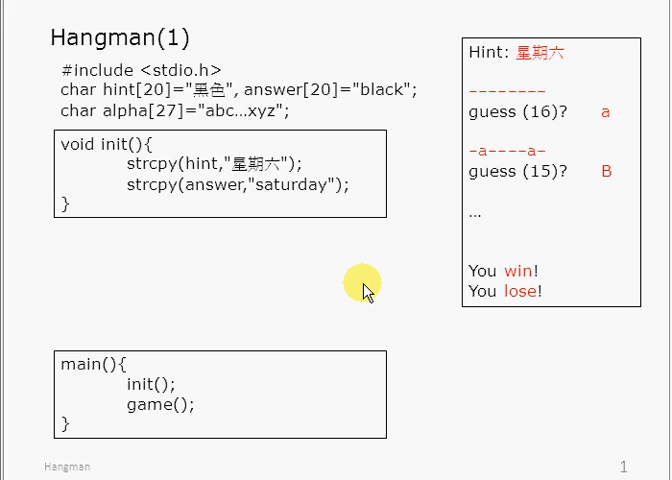 Hangman(1)
#include <stdio.h>
char hint[20]="黑色", answer[20]="black";
char alpha[27]="abc…xyz";
void init(){
strcpy(hint,"星期六");
strcpy(answer,"saturday");
}
main(){
init();
game();
}
Hint: 星期六
--------
guess (16)? a
-a----a-
guess (15)? B
…
You win!
You lose!
Hangman
1